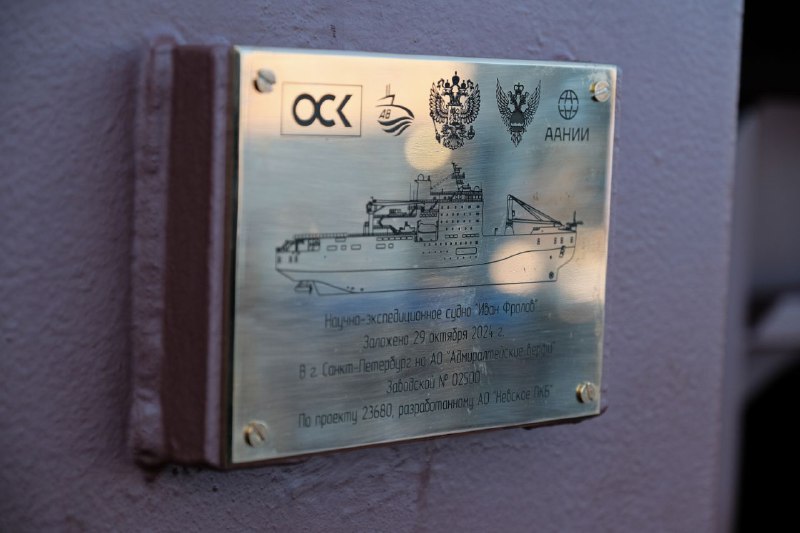 ОСК
АВ
ААНИИ
Научно-экспедиционное судно "Иван Фролов"
Заложено 29 октября 2024 г.
В г. Санкт-Петербург на АО "Адмиралтейские верфи"
Заводской № 02500
По проекту 23680, разработанному АО "Невское ПКБ"